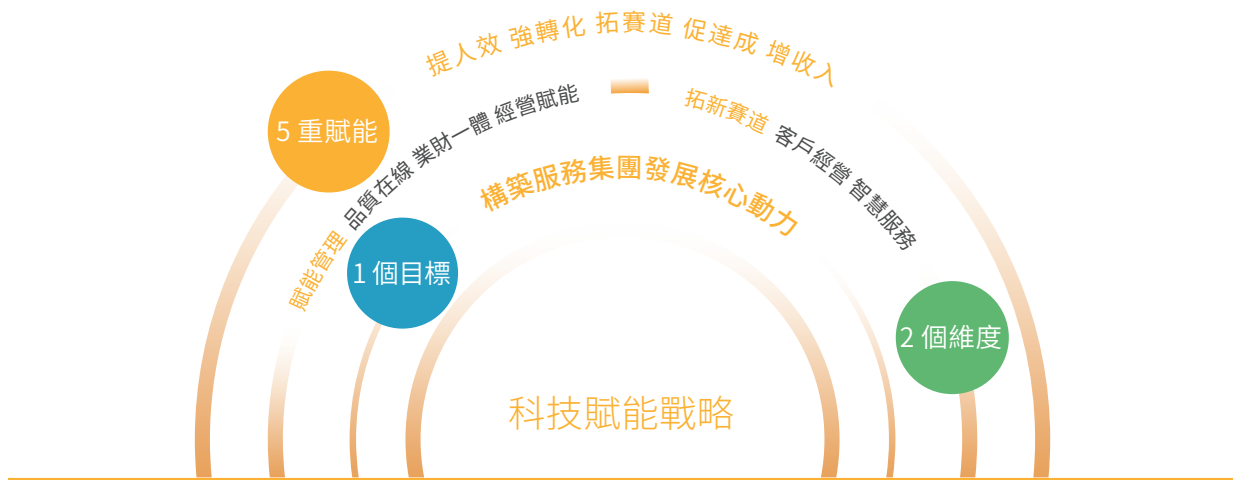 提人效 強轉化 拓賽道 促達成 增收入
5 重賦能
賦能管理 品質在線 業財一體 經營賦能
拓新賽道 客戶經營 智慧服務
2 個維度
1 個目標
構築服務集團發展核心動力
科技賦能戰略